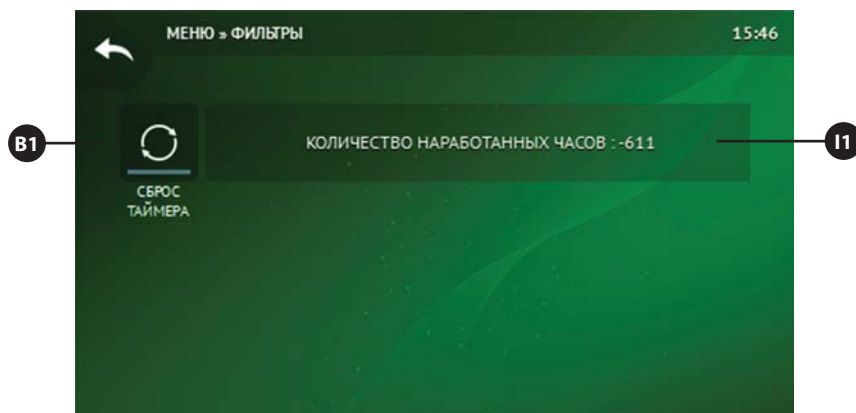 МЕНЮ » ФИЛЬТРЫ 15:46
B1
КОЛИЧЕСТВО НАРАБОТАННЫХ ЧАСОВ :-611
I1
СБРОС
ТАЙМЕРА